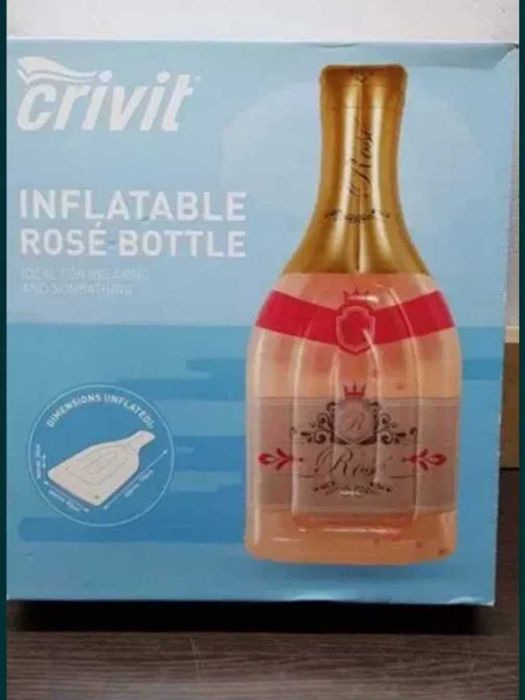 crivit
INFLATABLE
ROSÉ BOTTLE
IDEAL FOR RELAXING
AND SUNBATHING
DIMENSIONS (INFLATED):
Rosé
R
Rosé